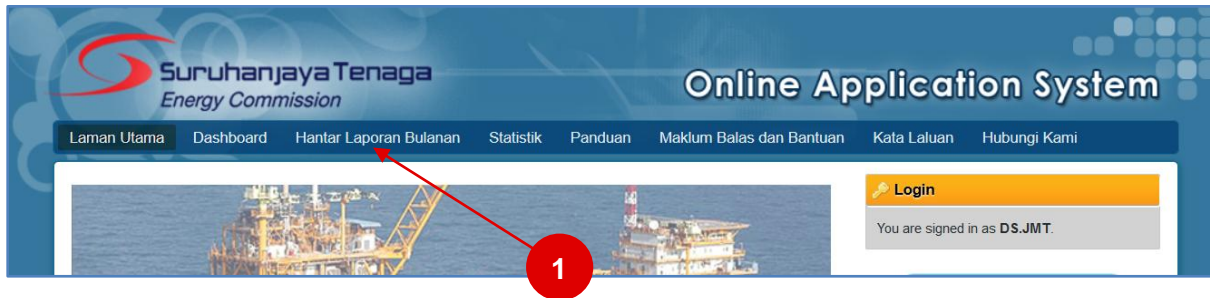 Suruhanjaya Tenaga
Energy Commission
Online Application System
Laman Utama Dashboard Hantar Laporan Bulanan Statistik Panduan Maklum Balas dan Bantuan Kata Laluan Hubungi Kami
Login
You are signed in as DS.JMT.
1